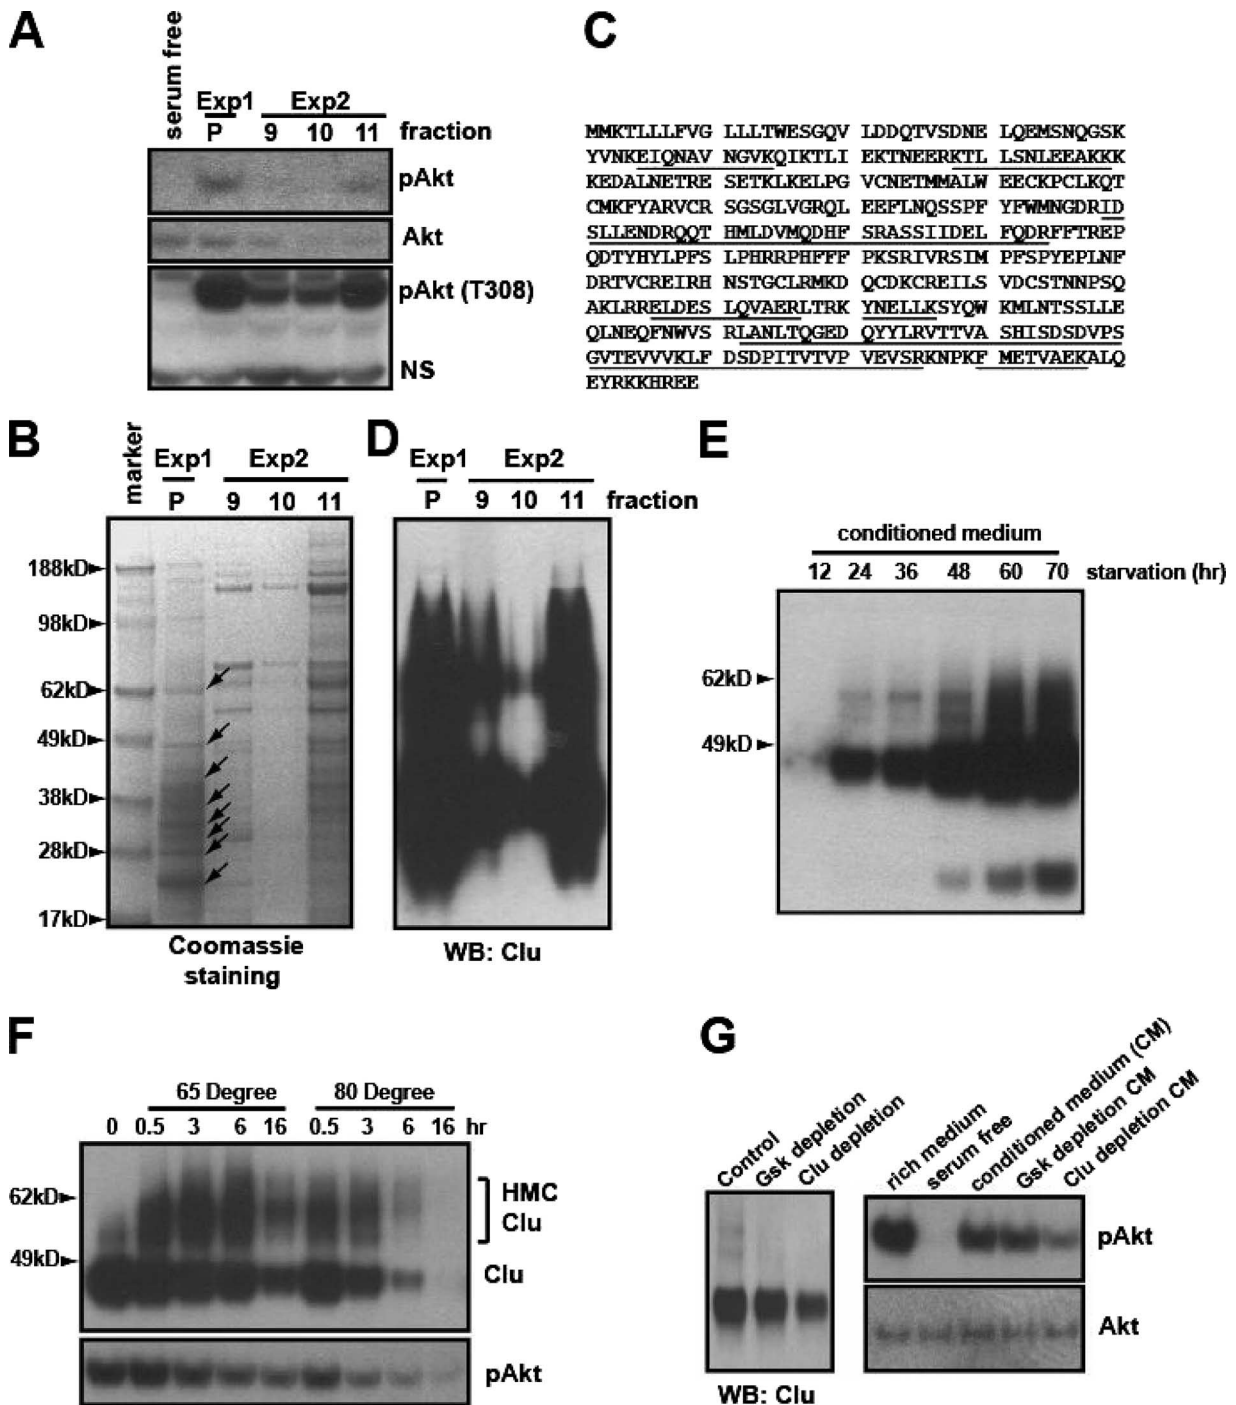 A
serum free
Exp1 Exp2
P 9 10 11 fraction
pAkt
Akt
pAkt (T308)
NS
C
MMKTLLLFVG LLLTWESGQV LDDQTVSDNE LQEMSNQGSK
YVNKEIQNAV NGVKQIKTLI EKTNEERKTL LSNLEEAKKK
KEDALNETRE SETKLKELPG VCNETMMALW EECKPCLKQT
CMKFYARVCR SGSGLVGRQL EEFLNQSSPF YFWMNGDRID
SLLENDRQQT HMLDVMQDHF SRASSIIDEL FQDRFFTREP
QDTYHYLPFS LPHRRPHFFF PKSRIVRSIM PFSPYEPLNF
DRTVCREIRH NSTGCLRMKD QCDKCREILS VDCSTNNPSQ
AKLRRELDES LQVAERLTRK YNELLKSYQW KMLNTSSLLE
QLNEQFNWVS RLANLTQGED QYYLRVTTVA SHISDSDVPS
GVTEVVVKLF DSDPITVTVP VEVSRKNPKF METVAEKALQ
EYRKKHREE
B
marker
Exp1 Exp2
P 9 10 11
188kD
98kD
62kD
49kD
38kD
28kD
17kD
Coomassie
staining
D
Exp1 Exp2
P 9 10 11 fraction
WB: Clu
E
conditioned medium
12 24 36 48 60 70 starvation (hr)
62kD
49kD
F
65 Degree 80 Degree
0 0.5 3 6 16 0.5 3 6 16 hr
62kD
49kD
HMC
Clu
Clu
pAkt
G
Control
Gsk depletion
Clu depletion
WB: Clu
rich medium
serum free
conditioned medium (CM)
Gsk depletion CM
Clu depletion CM
pAkt
Akt